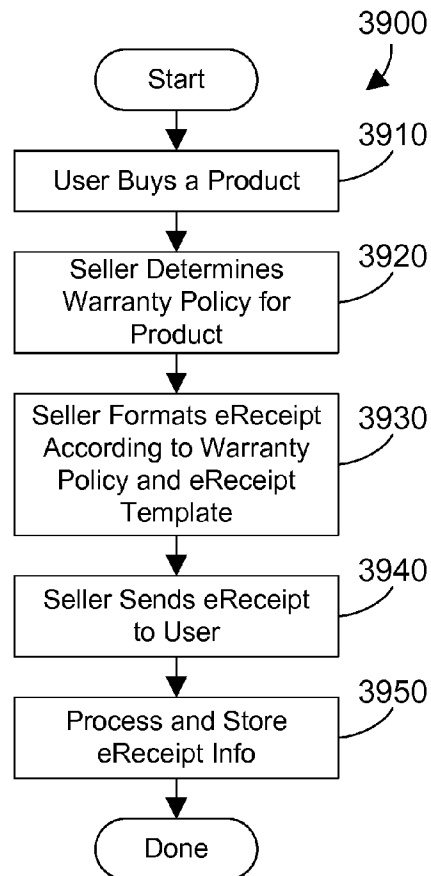 3900
Start
3910
User Buys a Product
3920
Seller Determines
Warranty Policy for
Product
3930
Seller Formats eReceipt
According to Warranty
Policy and eReceipt
Template
3940
Seller Sends eReceipt
to User
3950
Process and Store
eReceipt Info
Done